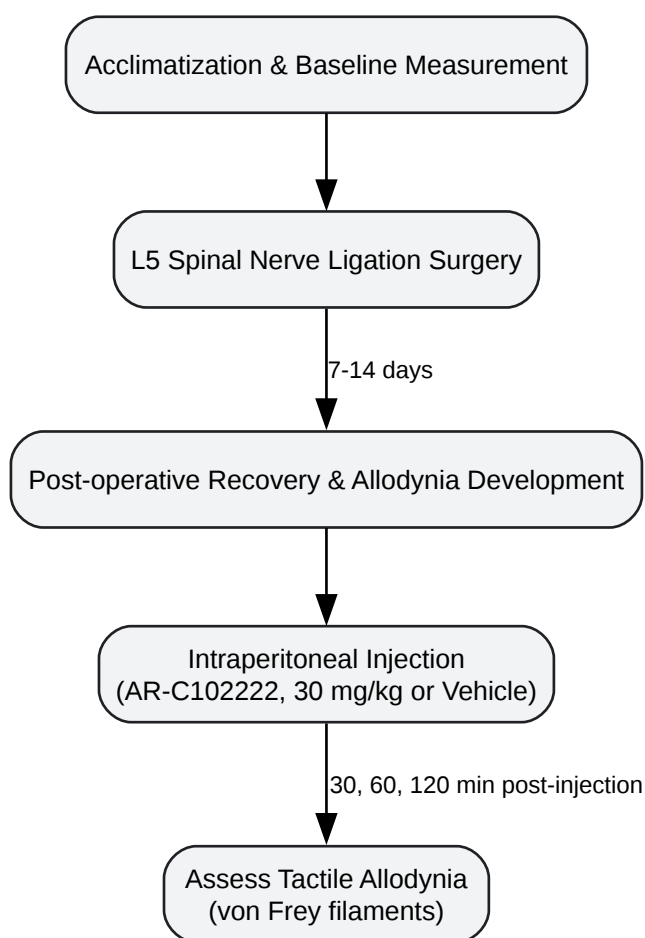 Acclimatization & Baseline Measurement
L5 Spinal Nerve Ligation Surgery
7-14 days
Post-operative Recovery & Allodynia Development
Intraperitoneal Injection
(AR-C102222, 30 mg/kg or Vehicle)
30, 60, 120 min post-injection
Assess Tactile Allodynia
(von Frey filaments)